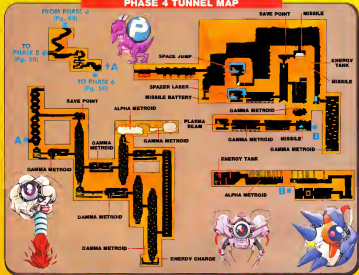 PHASE 4 TUNNEL MAP
FROM PHASE 3
(Pg. 48)
P
TO
PHASE 5
(Pg. 50)
A
TO PHASE 6
(Pg. 50)
SAVE POINT
MISSILE
ENERGY
TANK
SPACE JUMP
MISSILE
SPAZER LASER
MISSILE BATTERY
GAMMA METROID
SAVE POINT
ALPHA METROID
PLASMA
BEAM
A
GAMMA
METROID
GAMMA METROID
GAMMA METROID
MISSILE
B
GAMMA METROID
GAMMA METROID
GAMMA
METROID
ENERGY TANK
GAMMA METROID
ALPHA METROID
B
GAMMA METROID
ENERGY CHARGE